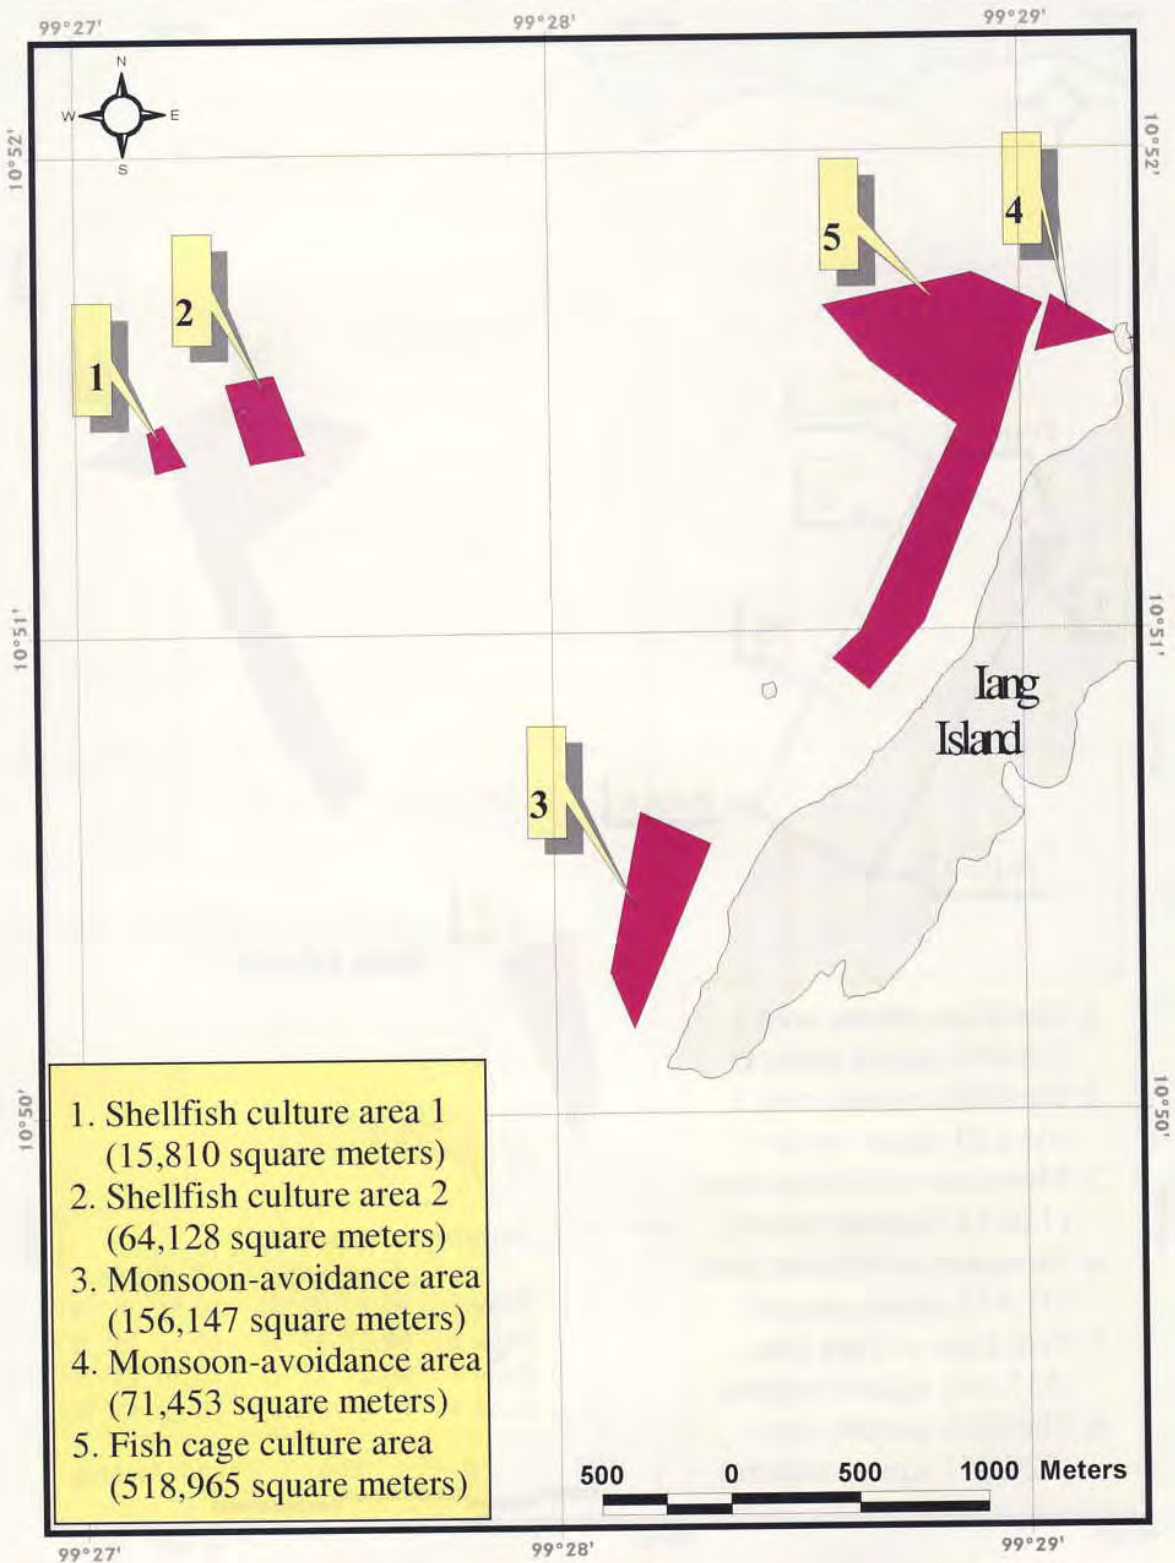 99°27' 99°28' 99°29'
N
W E
S
10°52' 10°52'
4
5
2
1
10°51' 10°51'
Iang
Island
3
10°50' 10°50'
1. Shellfish culture area 1
(15,810 square meters)
2. Shellfish culture area 2
(64,128 square meters)
3. Monsoon-avoidance area
(156,147 square meters)
4. Monsoon-avoidance area
(71,453 square meters)
5. Fish cage culture area
(518,965 square meters)
500 0 500 1000 Meters
99°27' 99°28' 99°29'